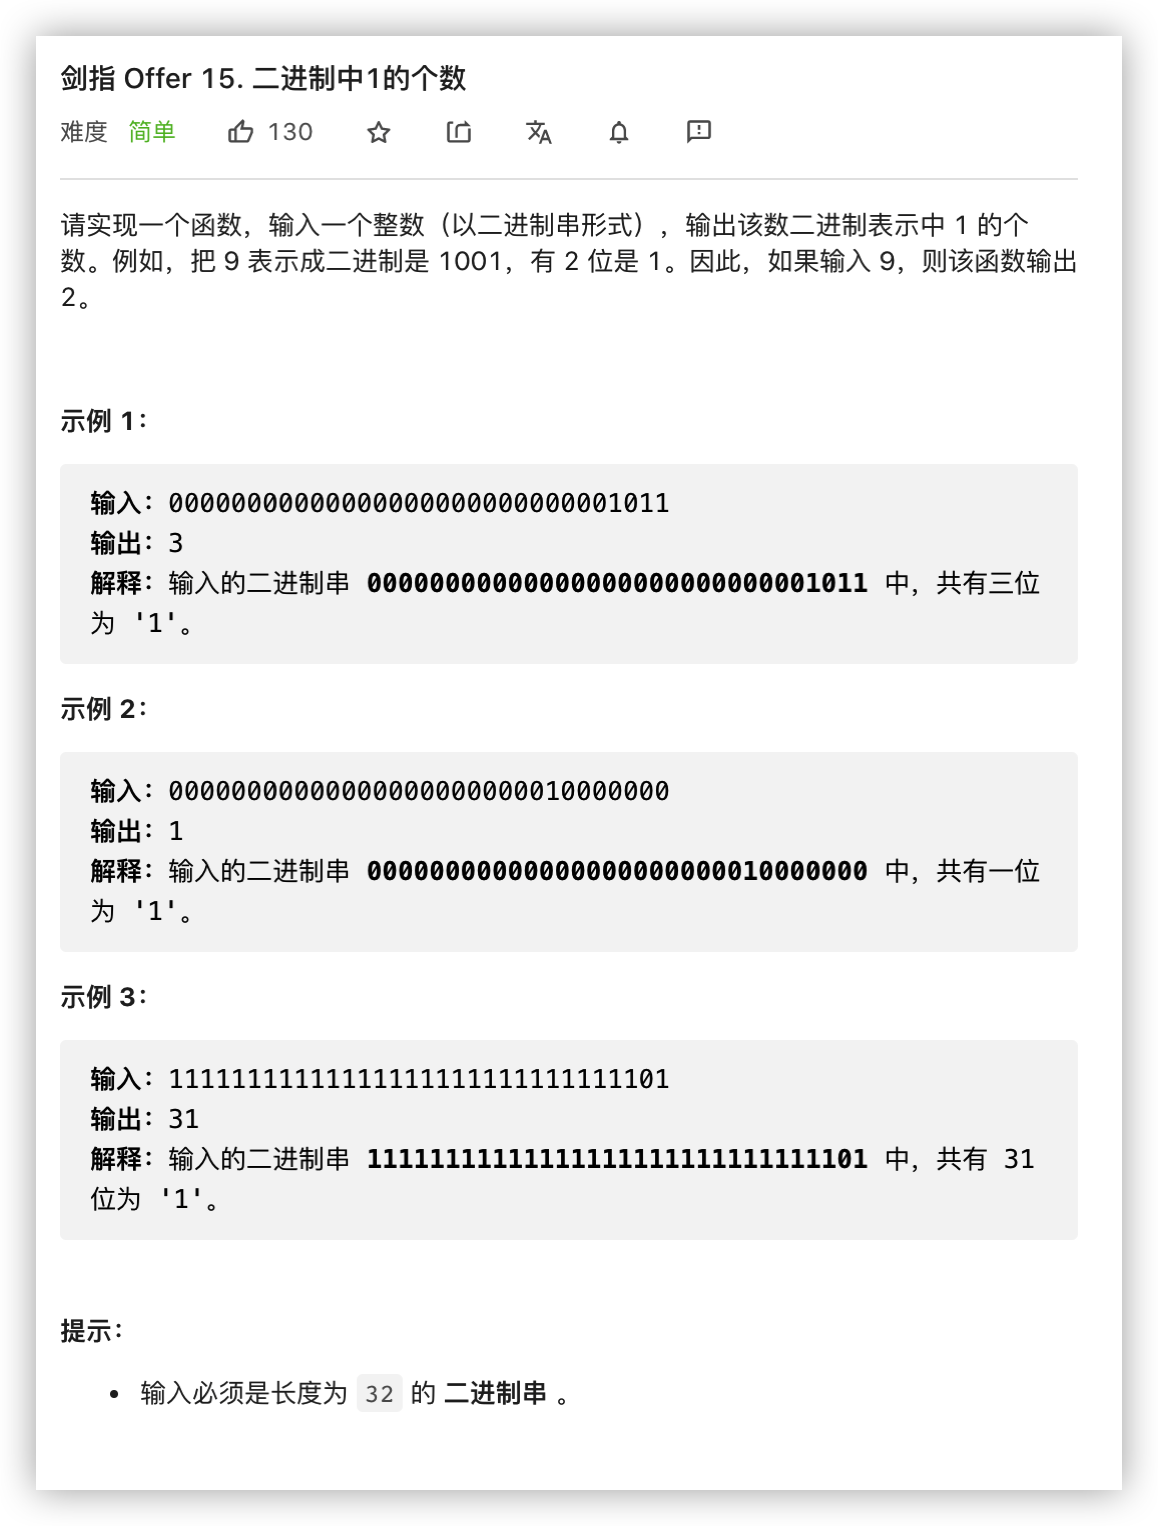 剑指 Offer 15. 二进制中1的个数
难度 简单 130
请实现一个函数，输入一个整数（以二进制串形式），输出该数二进制表示中 1 的个
数。例如，把 9 表示成二进制是 1001，有 2 位是 1。因此，如果输入 9，则该函数输出
2。
示例 1：
输入：00000000000000000000000000001011
输出：3
解释：输入的二进制串 00000000000000000000000000001011 中，共有三位
为 '1'。
示例 2：
输入：00000000000000000000000010000000
输出：1
解释：输入的二进制串 00000000000000000000000010000000 中，共有一位
为 '1'。
示例 3：
输入：11111111111111111111111111111101
输出：31
解释：输入的二进制串 11111111111111111111111111111101 中，共有 31
位为 '1'。
提示：
• 输入必须是长度为 32 的 二进制串 。